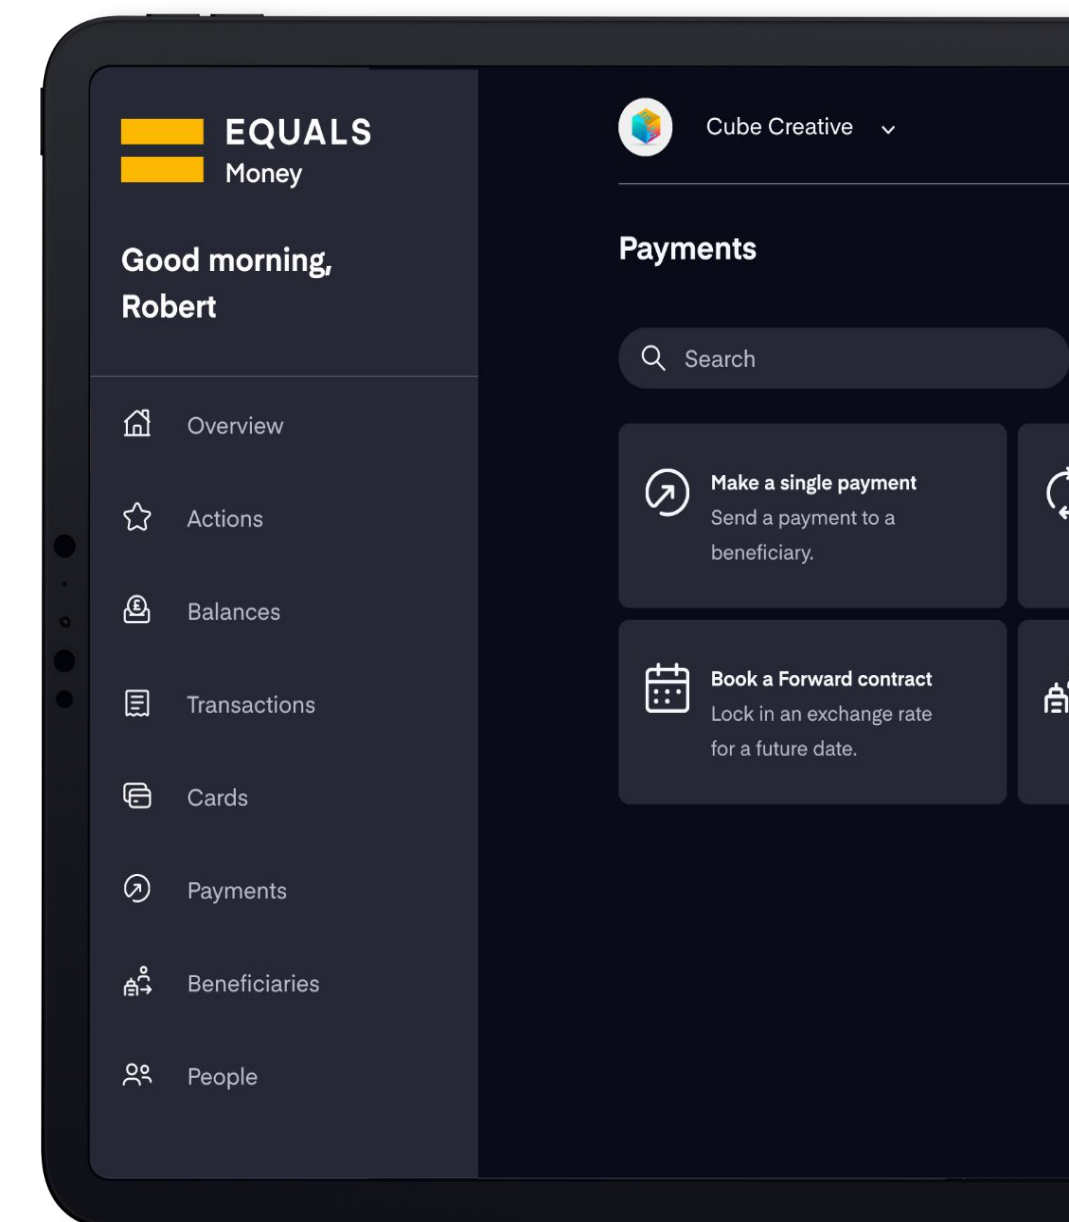 EQUALS
Money
Good morning,
Robert
Overview
Actions
Balances
Transactions
Cards
Payments
Beneficiaries
People
Cube Creative
Payments
Search
Make a single payment
Send a payment to a
beneficiary.
Book a Forward contract
Lock in an exchange rate
for a future date.